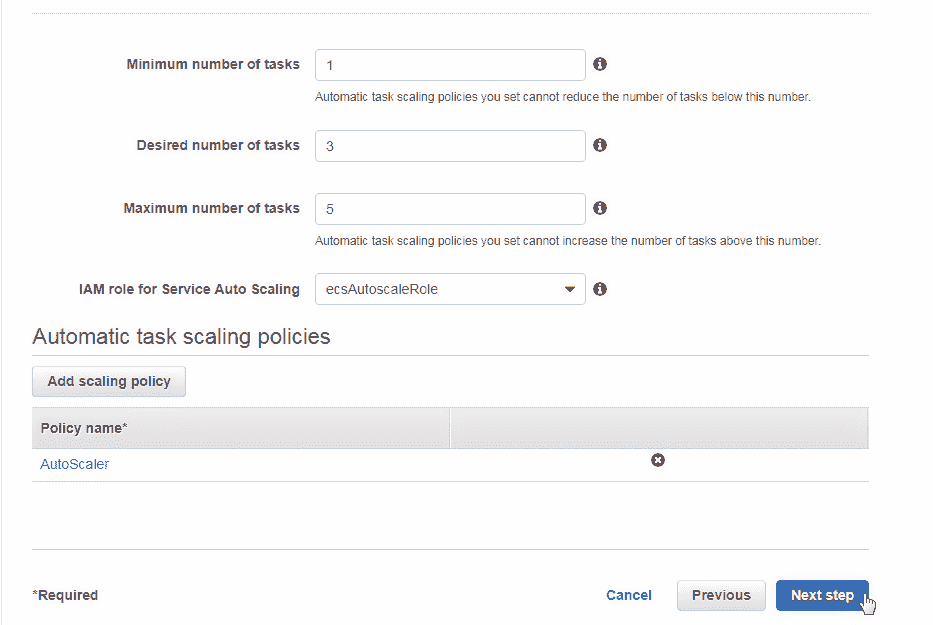 Minimum number of tasks 1
Automatic task scaling policies you set cannot reduce the number of tasks below this number.
Desired number of tasks 3
Maximum number of tasks 5
Automatic task scaling policies you set cannot increase the number of tasks above this number.
IAM role for Service Auto Scaling ecsAutoscaleRole
Automatic task scaling policies
Add scaling policy
Policy name*
AutoScaler
*Required Cancel Previous Next step